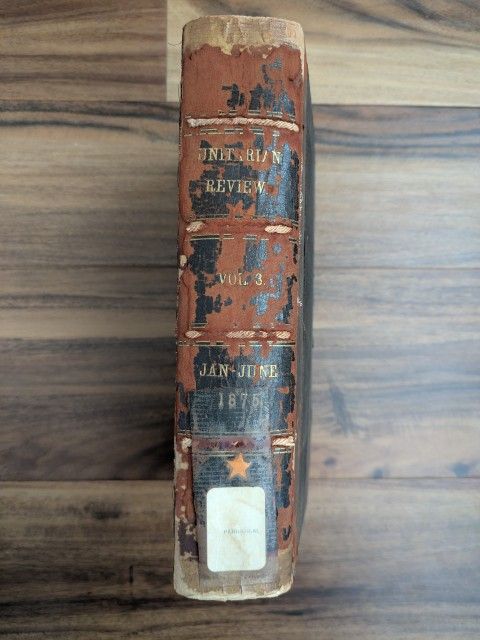 UNITARIAN
REVIEW
VOL. 3.
JAN-JUNE
1875